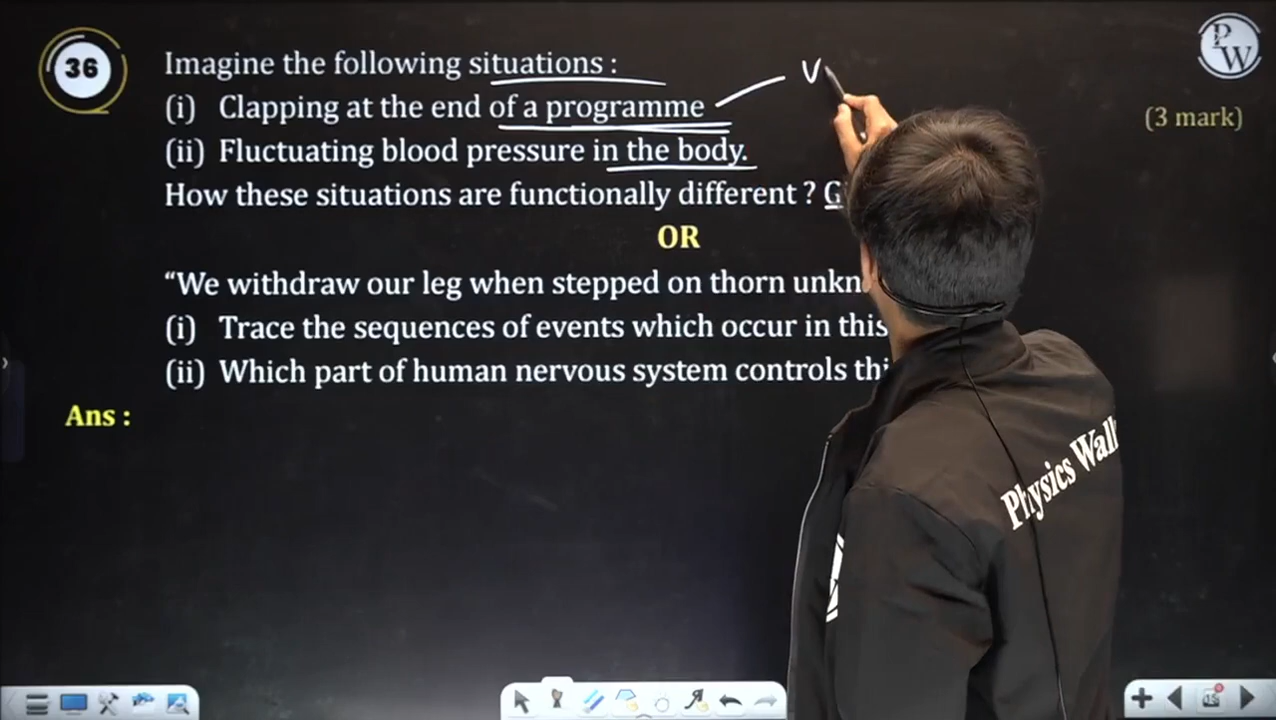 36
Imagine the following situations :
(i) Clapping at the end of a programme
V
(ii) Fluctuating blood pressure in the body.
(3 mark)
How these situations are functionally different ?
OR
“We withdraw our leg when stepped on thorn
(i) Trace the sequences of events which occur in this
(ii) Which part of human nervous system controls
Ans :
PW
Physics